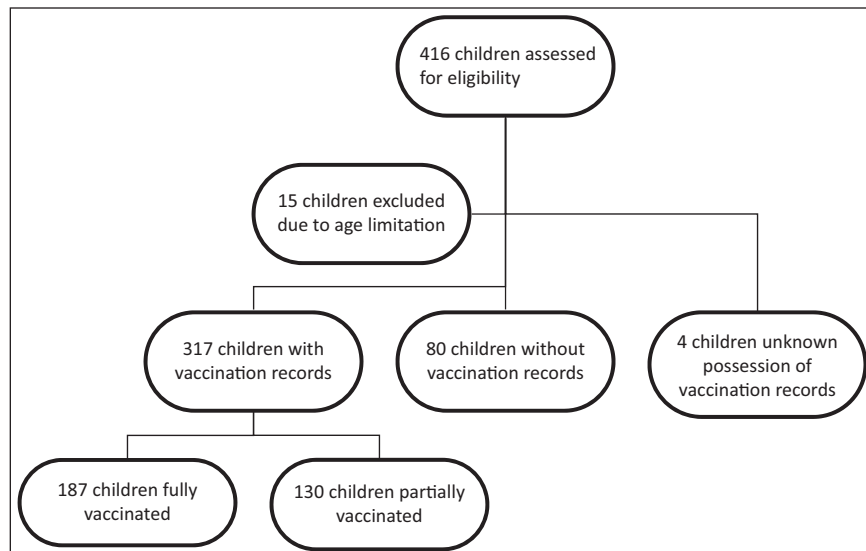 416 children assessed
for eligibility
15 children excluded
due to age limitation
317 children with
vaccination records
80 children without
vaccination records
4 children unknown
possession of
vaccination records
187 children fully
vaccinated
130 children partially
vaccinated